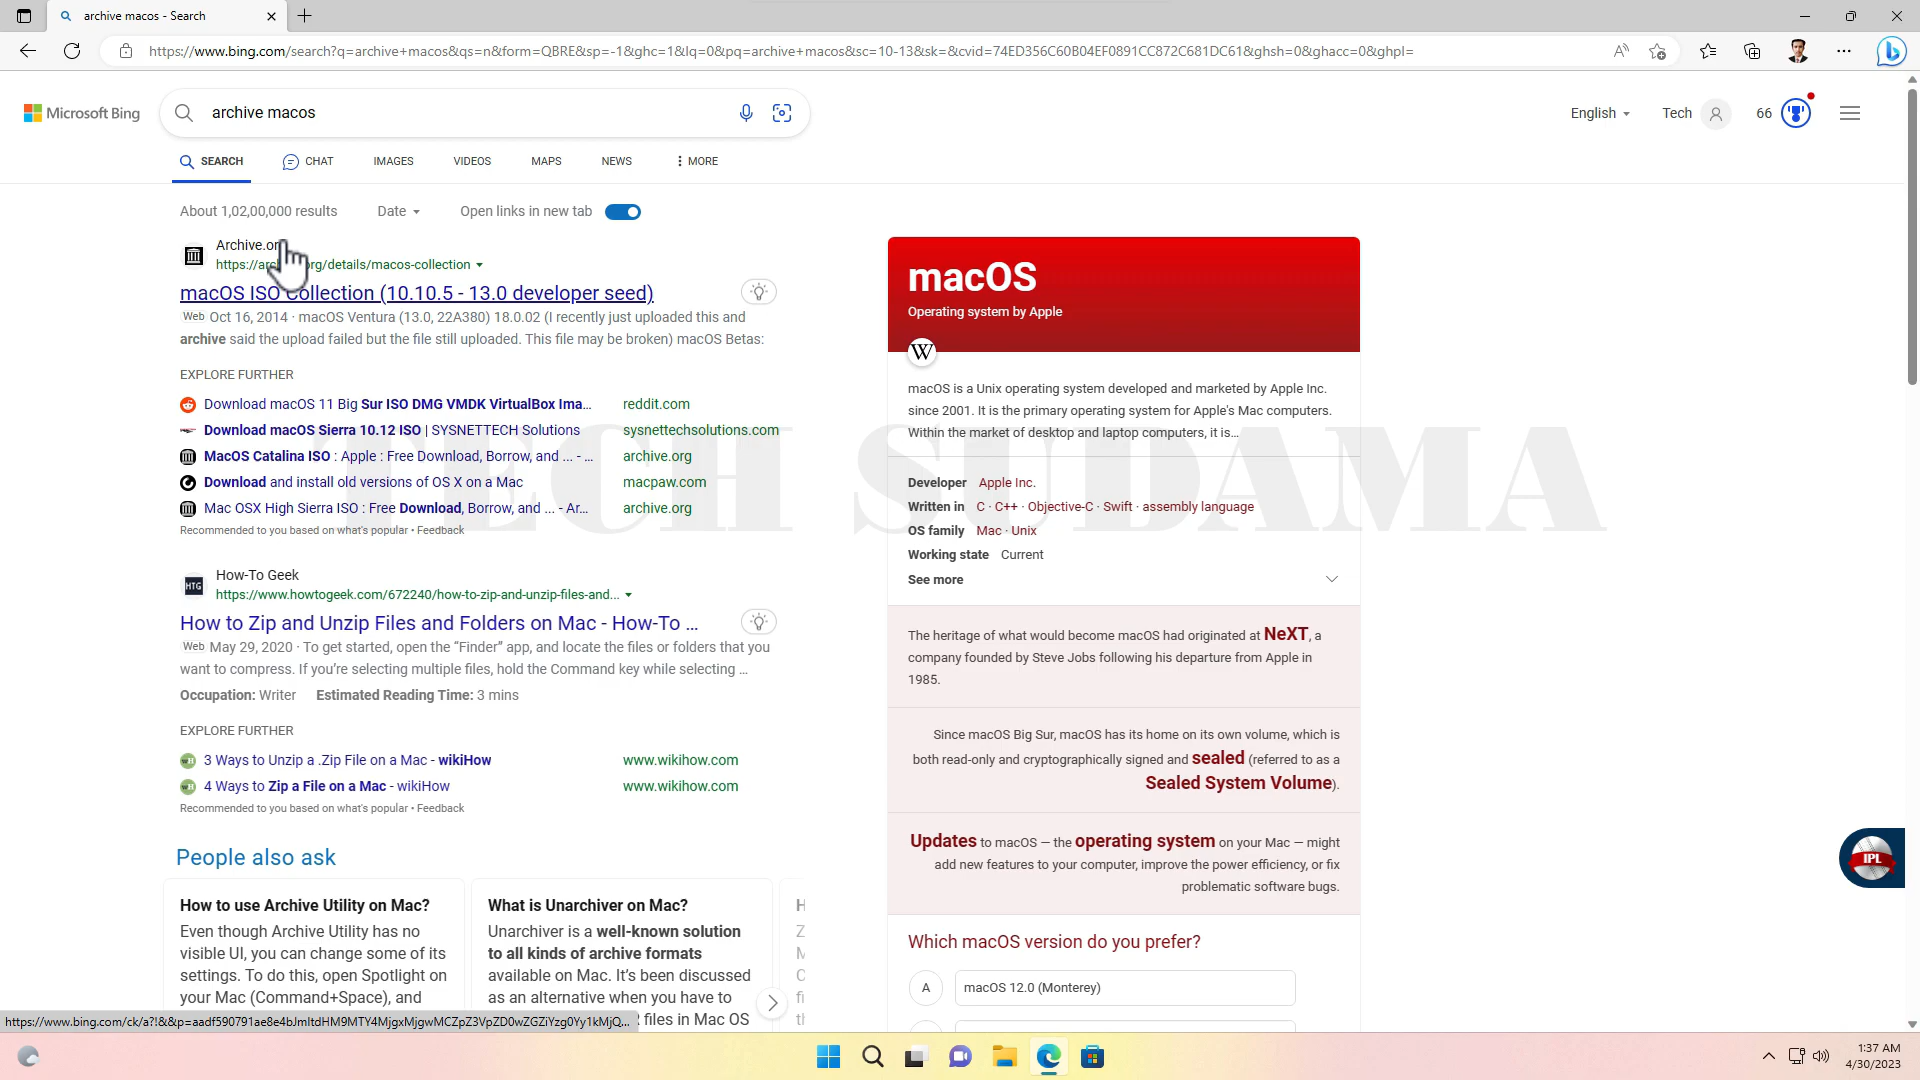 archive macos - Search
https://www.bing.com/search?q=archive+macos&qs=n&form=QBRE&sp=-1&ghc=1&lq=0&pq=archive+macos&sc=10-13&sk=&cvid=74ED356C60B04EF0891CC872C681DC61&ghsh=0&ghacc=0&ghpl=
Microsoft Bing
archive macos
English
Tech
66
SEARCH
CHAT
IMAGES
VIDEOS
MAPS
NEWS
MORE
About 1,02,00,000 results
Date
Open links in new tab
Archive.or
https://arc rg/details/macos-collection
macOS ISO Collection (10.10.5 - 13.0 developer seed)
Web Oct 16, 2014 · macOS Ventura (13.0, 22A380) 18.0.02 (I recently just uploaded this and
archive said the upload failed but the file still uploaded. This file may be broken) macOS Betas:
EXPLORE FURTHER
Download macOS 11 Big Sur ISO DMG VMDK VirtualBox Ima... reddit.com
Download macOS Sierra 10.12 ISO | SYSNETTECH Solutions sysnettechsolutions.com
MacOS Catalina ISO : Apple : Free Download, Borrow, and ... - ... archive.org
Download and install old versions of OS X on a Mac macpaw.com
Mac OSX High Sierra ISO : Free Download, Borrow, and ... - Ar... archive.org
Recommended to you based on what's popular • Feedback
HTG
How-To Geek
https://www.howtogeek.com/672240/how-to-zip-and-unzip-files-and...
How to Zip and Unzip Files and Folders on Mac - How-To ...
Web May 29, 2020 · To get started, open the “Finder” app, and locate the files or folders that you
want to compress. If you’re selecting multiple files, hold the Command key while selecting ...
Occupation: Writer Estimated Reading Time: 3 mins
EXPLORE FURTHER
3 Ways to Unzip a .Zip File on a Mac - wikiHow www.wikihow.com
4 Ways to Zip a File on a Mac - wikiHow www.wikihow.com
Recommended to you based on what's popular • Feedback
People also ask
How to use Archive Utility on Mac?
Even though Archive Utility has no
visible UI, you can change some of its
settings. To do this, open Spotlight on
your Mac (Command+Space), and
What is Unarchiver on Mac?
Unarchiver is a well-known solution
to all kinds of archive formats
available on Mac. It’s been discussed
as an alternative when you have to
files in Mac OS
https://www.bing.com/ck/a?!&&p=aadf590791ae8e4bJmltdHM9MTY4MjgxMjgwMCZpZ3VpZD0wZGZiYzg0Yy1kMjQ...
macOS
Operating system by Apple
W
macOS is a Unix operating system developed and marketed by Apple Inc.
since 2001. It is the primary operating system for Apple's Mac computers.
Within the market of desktop and laptop computers, it is…
Developer Apple Inc.
Written in C · C++ · Objective-C · Swift · assembly language
OS family Mac · Unix
Working state Current
See more
The heritage of what would become macOS had originated at NeXT, a
company founded by Steve Jobs following his departure from Apple in
1985.
Since macOS Big Sur, macOS has its home on its own volume, which is
both read-only and cryptographically signed and sealed (referred to as a
Sealed System Volume).
Updates to macOS — the operating system on your Mac — might
add new features to your computer, improve the power efficiency, or fix
problematic software bugs.
Which macOS version do you prefer?
A macOS 12.0 (Monterey)
TECH SUDAMA
IPL
1:37 AM
4/30/2023